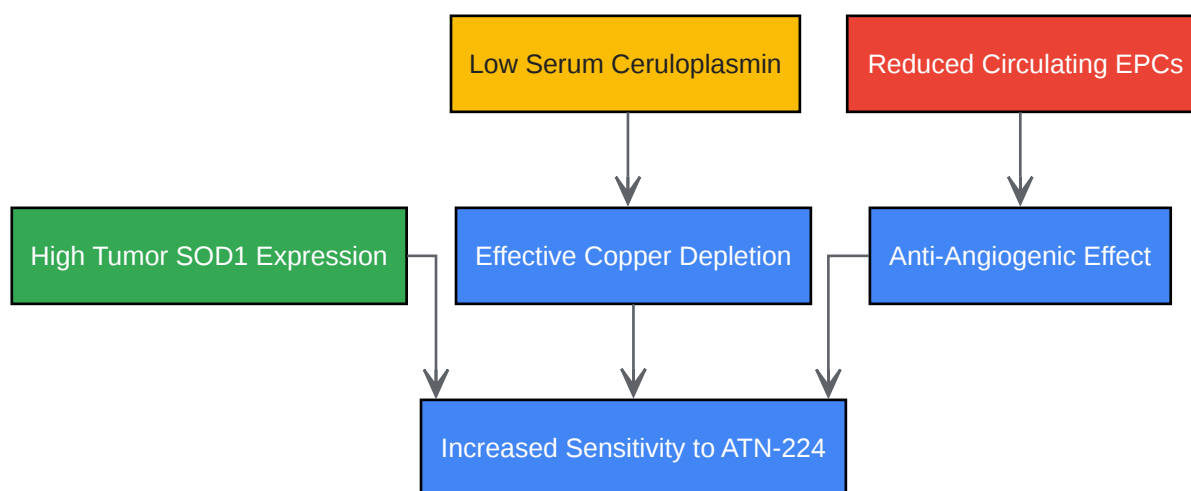 Low Serum Ceruloplasmin
Reduced Circulating EPCs
High Tumor SOD1 Expression
Effective Copper Depletion
Anti-Angiogenic Effect
Increased Sensitivity to ATN-224